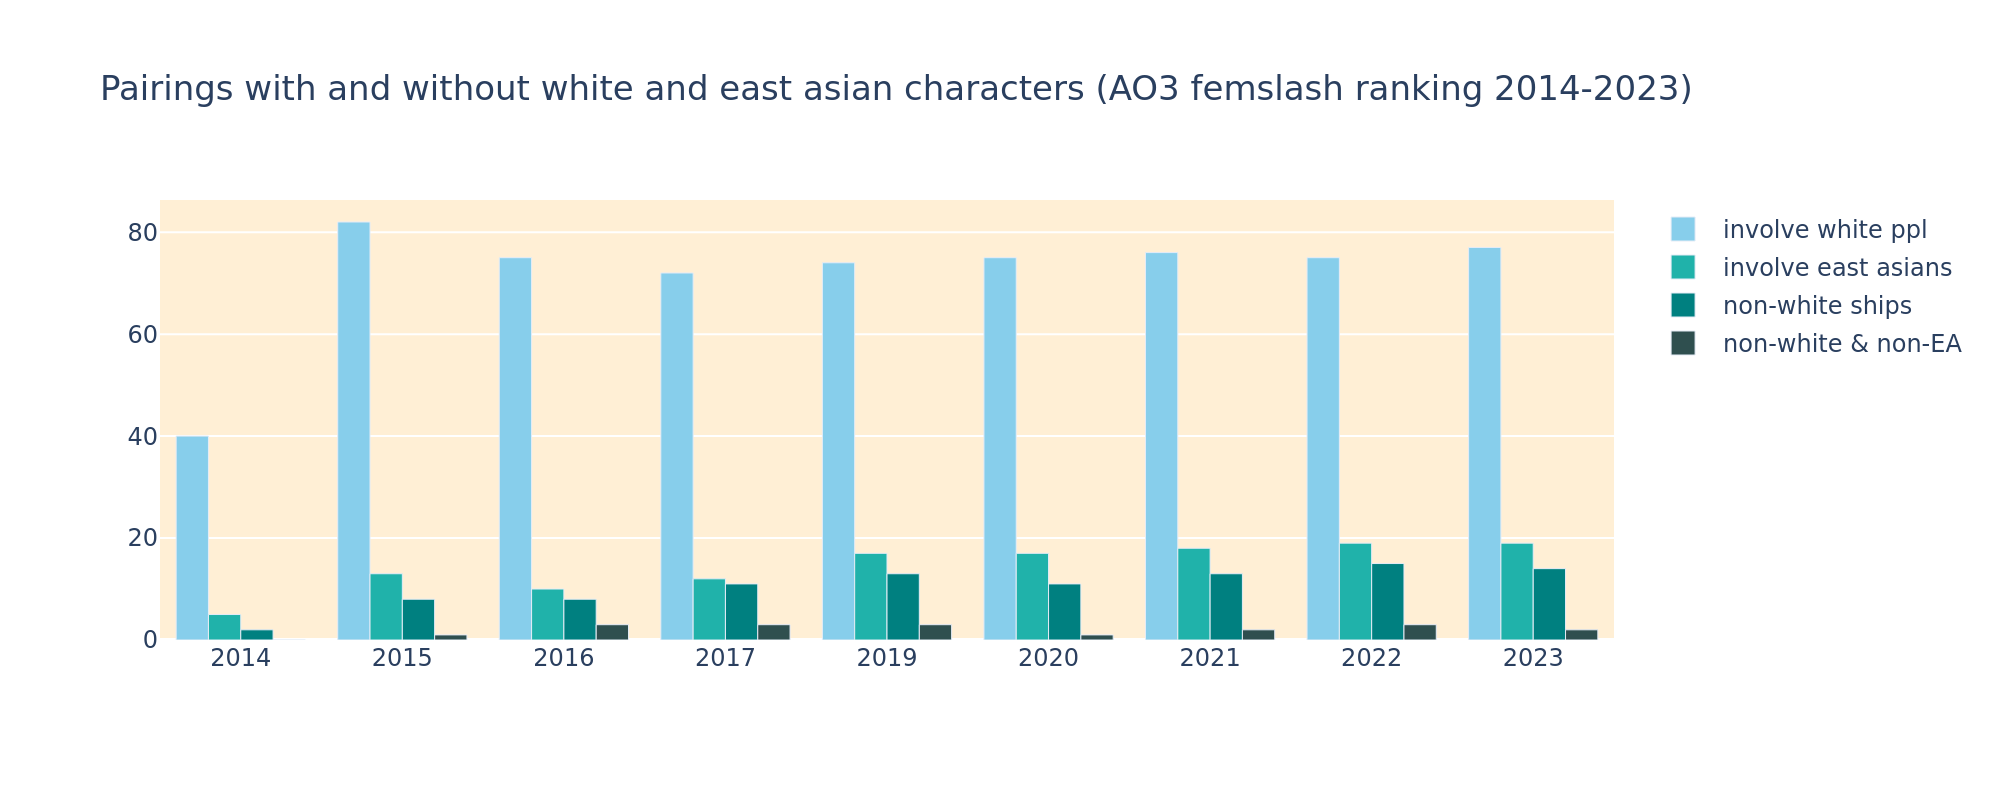 Pairings with and without white and east asian characters (AO3 femslash ranking 2014-2023)
80
60
40
20
0
2014 2015 2016 2017 2019 2020 2021 2022 2023
involve white ppl
involve east asians
non-white ships
non-white & non-EA